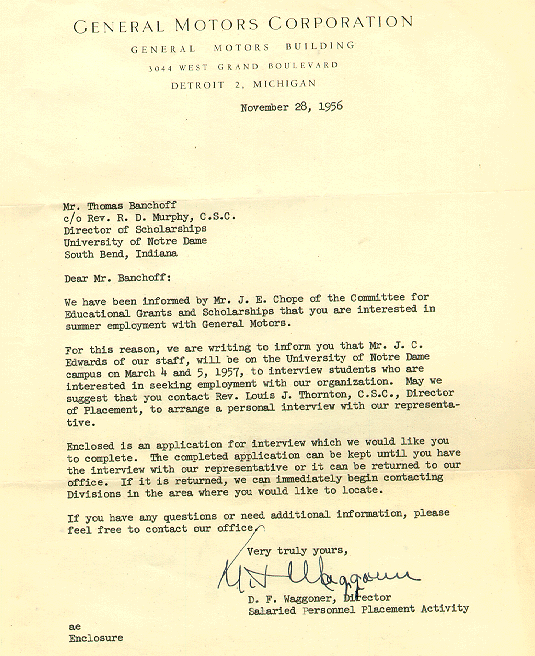 GENERAL MOTORS CORPORATION
GENERAL MOTORS BUILDING
3044 WEST GRAND BOULEVARD
DETROIT 2, MICHIGAN
November 28, 1956
Mr. Thomas Banchoff
c/o Rev. R. D. Murphy, C.S.C.
Director of Scholarships
University of Notre Dame
South Bend, Indiana
Dear Mr. Banchoff:
We have been informed by Mr. J. E. Chope of the Committee for
Educational Grants and Scholarships that you are interested in
summer employment with General Motors.
For this reason, we are writing to inform you that Mr. J. C.
Edwards of our staff, will be on the University of Notre Dame
campus on March 4 and 5, 1957, to interview students who are
interested in seeking employment with our organization. May we
suggest that you contact Rev. Louis J. Thornton, C.S.C., Director
of Placement, to arrange a personal interview with our representa-
tive.
Enclosed is an application for interview which we would like you
to complete. The completed application can be kept until you have
the interview with our representative or it can be returned to our
office. If it is returned, we can immediately begin contacting
Divisions in the area where you would like to locate.
If you have any questions or need additional information, please
feel free to contact our office.
Very truly yours,
Waggoner
D. F. Waggoner, Director
Salaried Personnel Placement Activity
ae
Enclosure